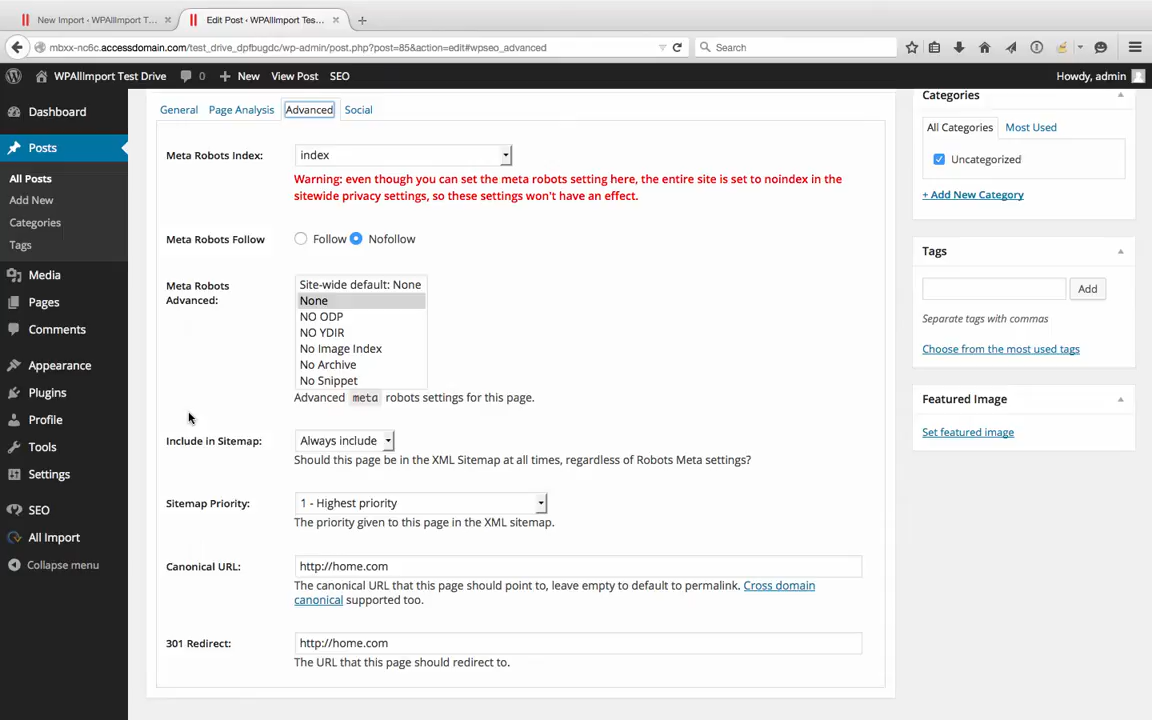 New Import ‹ WPAllImport T...
Edit Post ‹ WPAllImport Tes...
mbxx-nc6c.accessdomain.com/test_drive_dpfbugdc/wp-admin/post.php?post=85&action=edit#wpseo_advanced
Search
WPAllImport Test Drive
0
New
View Post
SEO
Howdy, admin
Dashboard
Posts
All Posts
Add New
Categories
Tags
Media
Pages
Comments
Appearance
Plugins
Profile
Tools
Settings
SEO
All Import
Collapse menu
General
Page Analysis
Advanced
Social
Meta Robots Index:
index
Warning: even though you can set the meta robots setting here, the entire site is set to noindex in the
sitewide privacy settings, so these settings won't have an effect.
Meta Robots Follow
Follow
Nofollow
Meta Robots
Advanced:
Site-wide default: None
None
NO ODP
NO YDIR
No Image Index
No Archive
No Snippet
Advanced meta robots settings for this page.
Include in Sitemap:
Always include
Should this page be in the XML Sitemap at all times, regardless of Robots Meta settings?
Sitemap Priority:
1 - Highest priority
The priority given to this page in the XML sitemap.
Canonical URL:
http://home.com
The canonical URL that this page should point to, leave empty to default to permalink. Cross domain
canonical supported too.
301 Redirect:
http://home.com
The URL that this page should redirect to.
Categories
All Categories
Most Used
Uncategorized
+ Add New Category
Tags
Add
Separate tags with commas
Choose from the most used tags
Featured Image
Set featured image